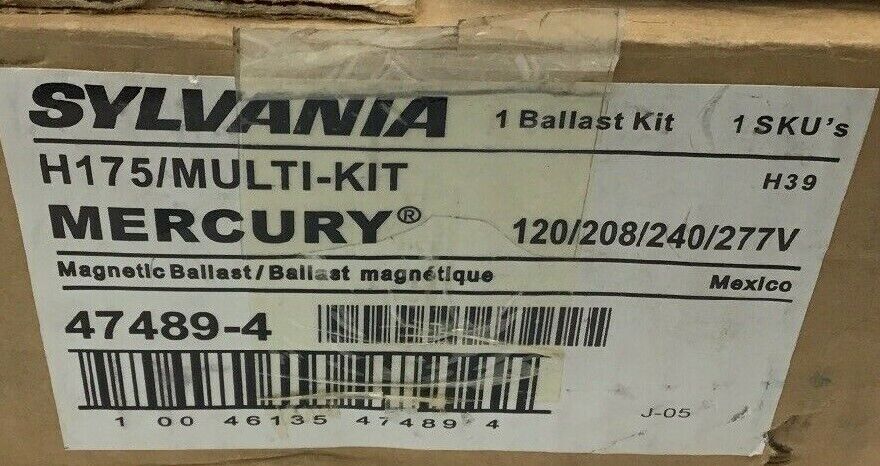 SYLVANIA 1 Ballast Kit 1 SKU's
H175/MULTI-KIT H39
MERCURY® 120/208/240/277V
Magnetic Ballast/Ballast magnétique Mexico
47489-4
1 00 46135 47489 4
J-05